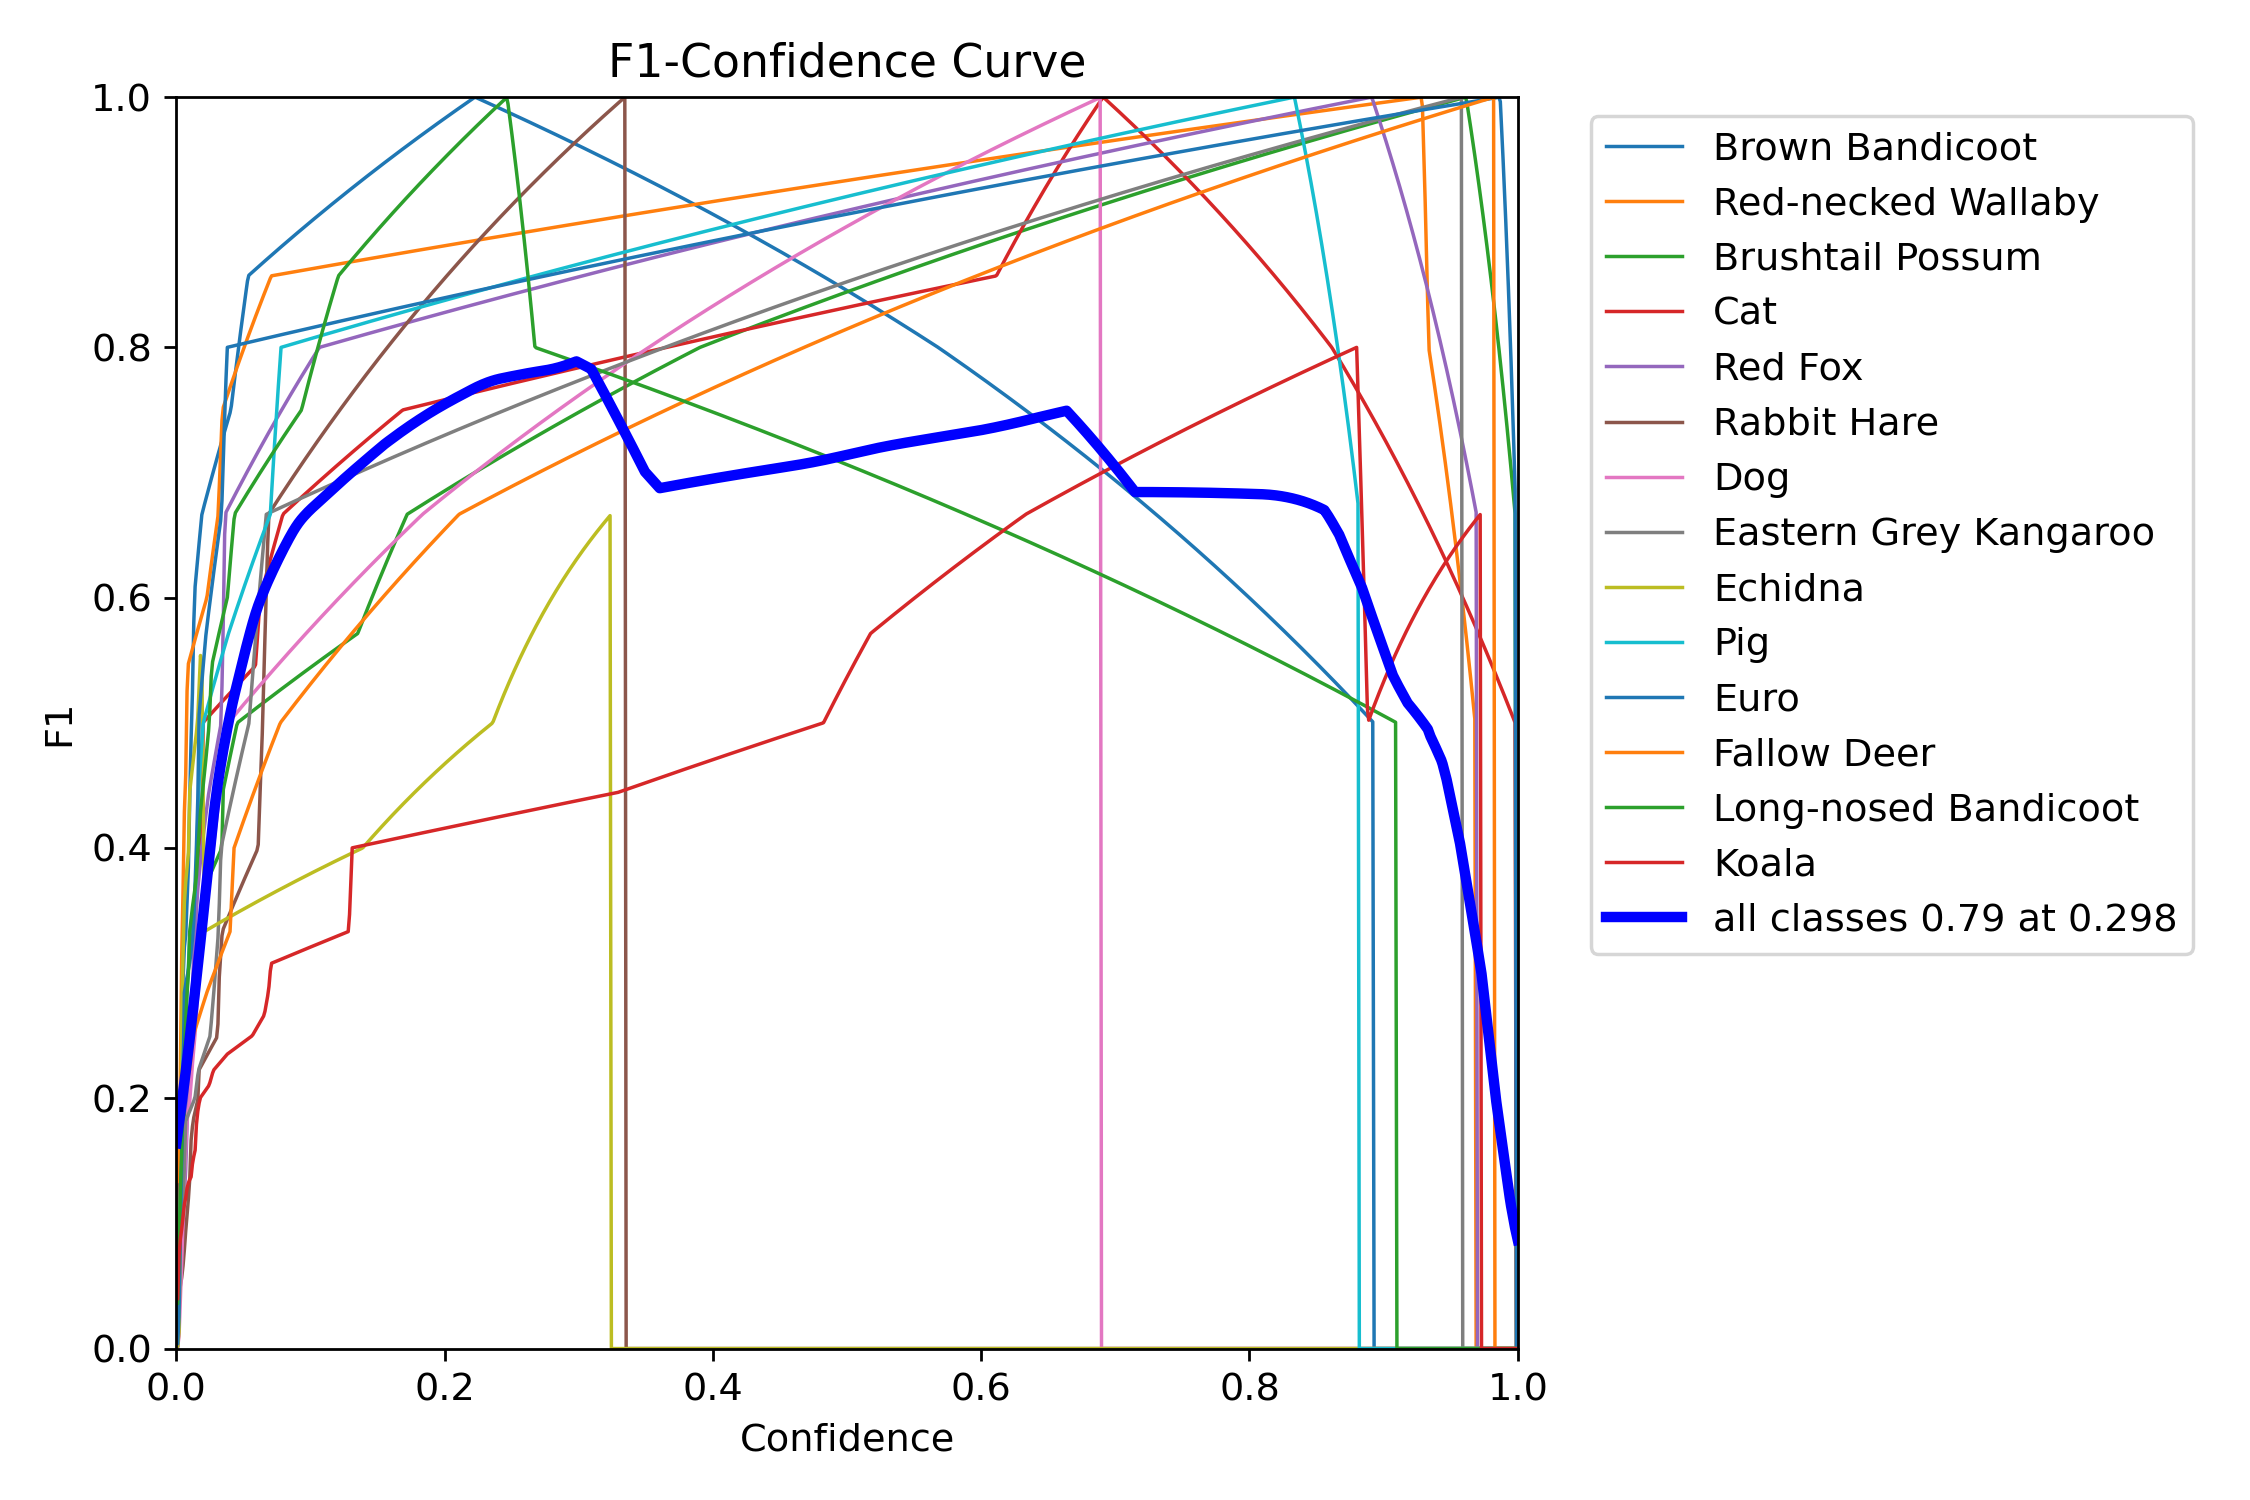 F1-Confidence Curve
1.0
0.8
0.6
0.4
0.2
0.0
F1
0.0 0.2 0.4 0.6 0.8 1.0
Confidence
Brown Bandicoot
Red-necked Wallaby
Brushtail Possum
Cat
Red Fox
Rabbit Hare
Dog
Eastern Grey Kangaroo
Echidna
Pig
Euro
Fallow Deer
Long-nosed Bandicoot
Koala
all classes 0.79 at 0.298